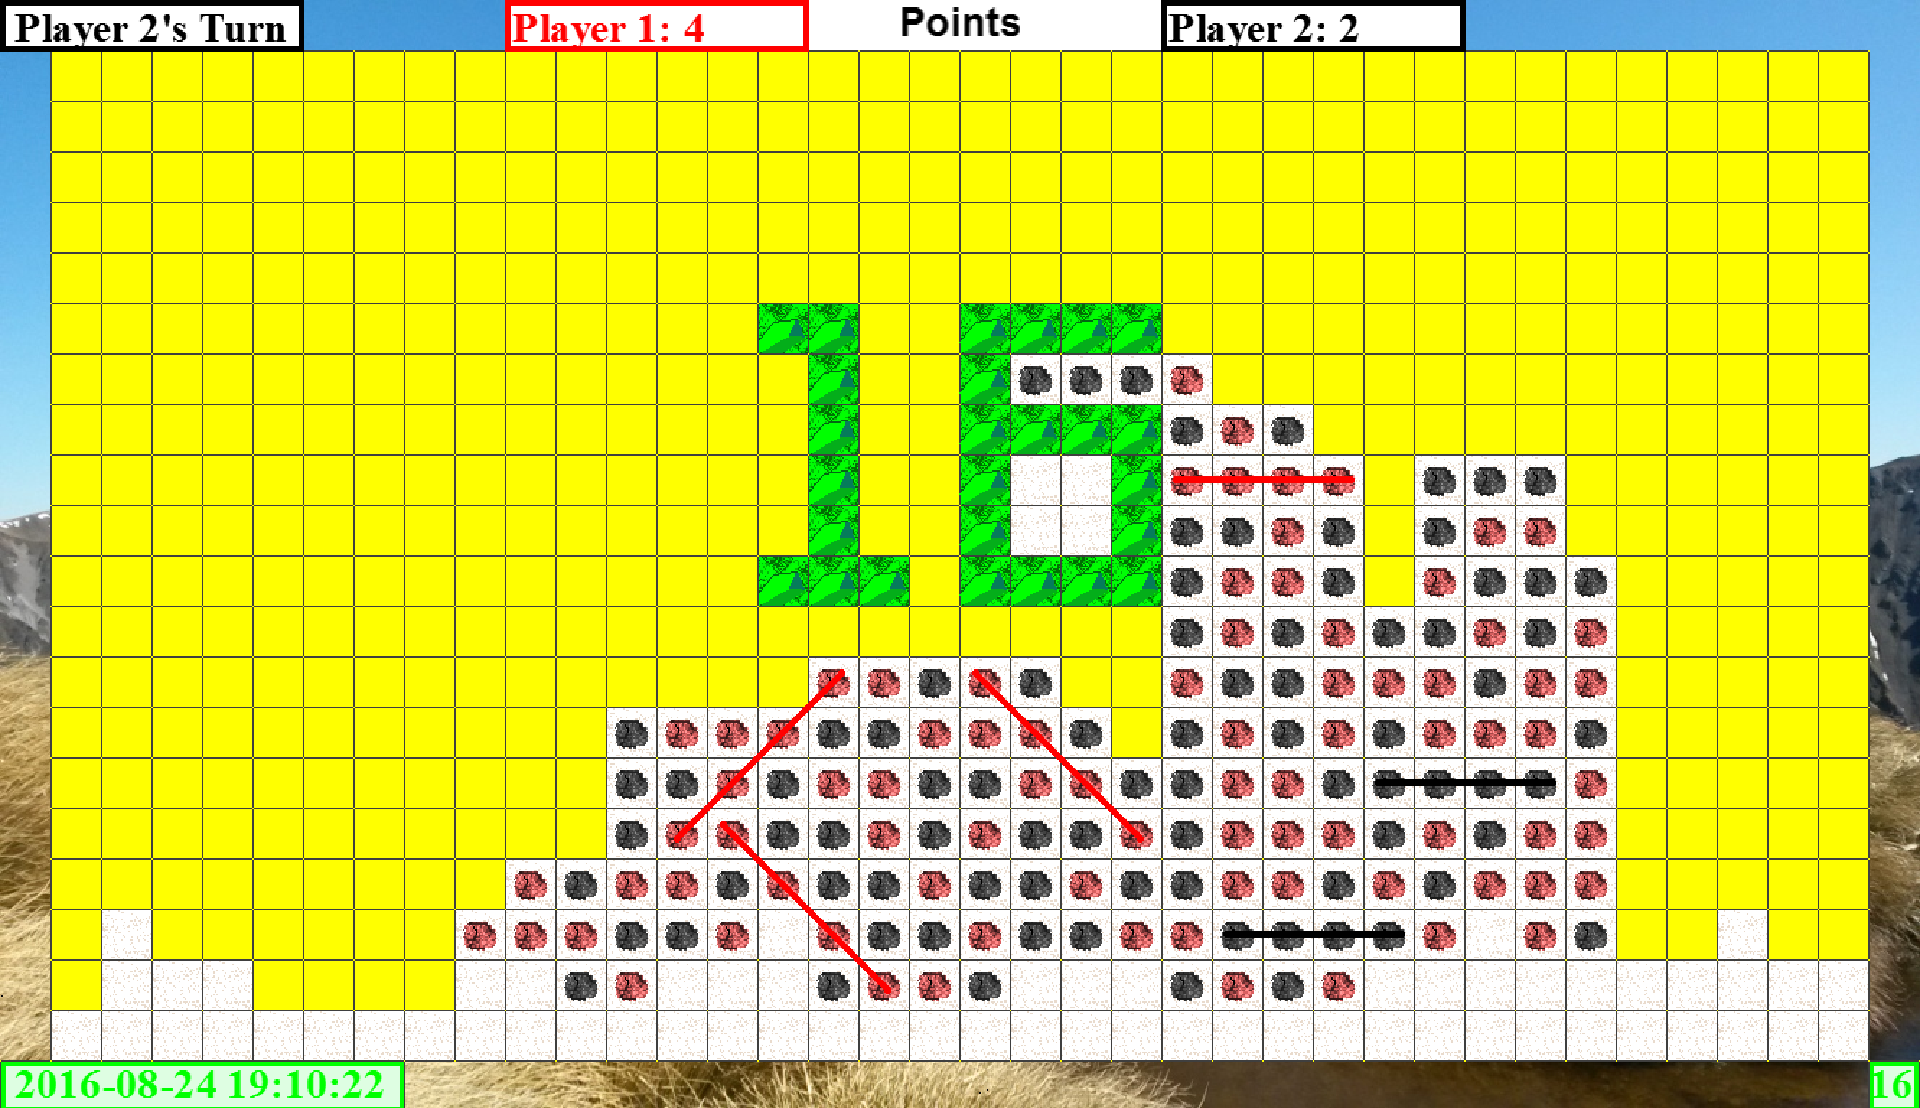 Player 2's Turn
Player 1: 4
Points
Player 2: 2
16
2016-08-24 19:10:22
16